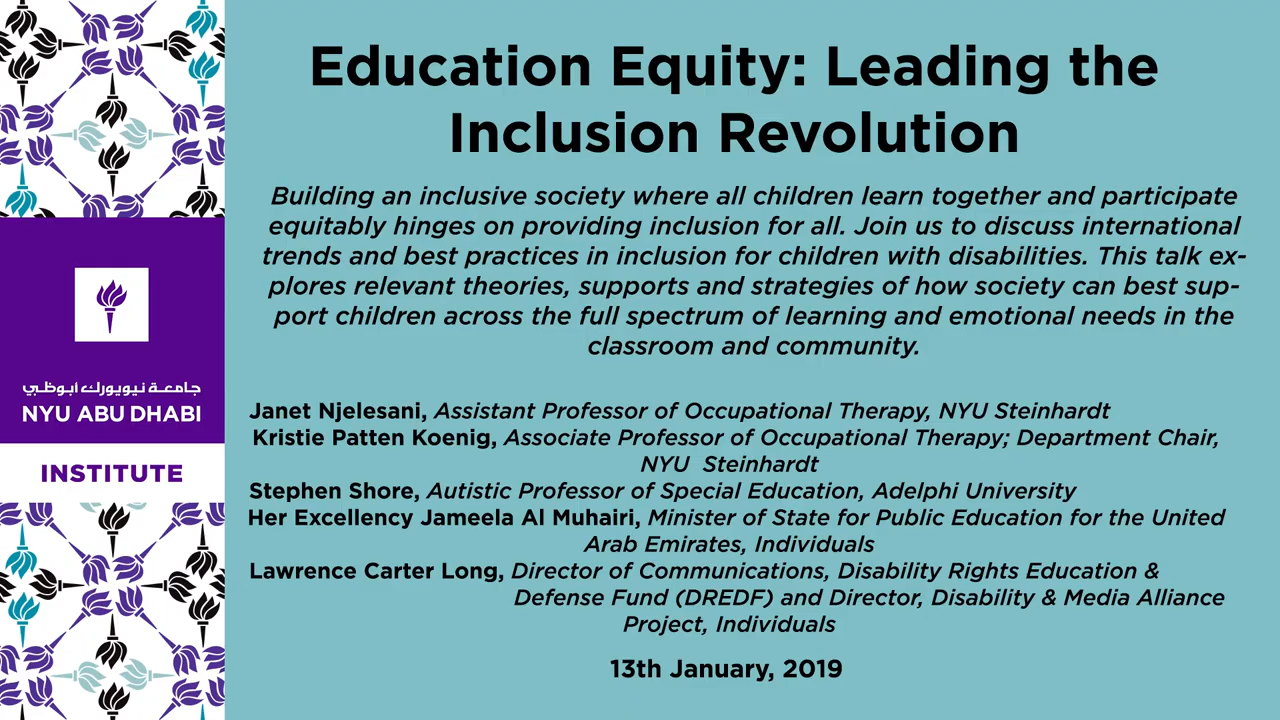 Education Equity: Leading the
Inclusion Revolution
Building an inclusive society where all children learn together and participate
equitably hinges on providing inclusion for all. Join us to discuss international
trends and best practices in inclusion for children with disabilities. This talk ex-
plores relevant theories, supports and strategies of how society can best sup-
port children across the full spectrum of learning and emotional needs in the
classroom and community.
جامعة نيويورك أبوظبي
NYU ABU DHABI
INSTITUTE
Janet Njelesani, Assistant Professor of Occupational Therapy, NYU Steinhardt
Kristie Patten Koenig, Associate Professor of Occupational Therapy; Department Chair,
NYU Steinhardt
Stephen Shore, Autistic Professor of Special Education, Adelphi University
Her Excellency Jameela Al Muhairi, Minister of State for Public Education for the United
Arab Emirates, Individuals
Lawrence Carter Long, Director of Communications, Disability Rights Education &
Defense Fund (DREDF) and Director, Disability & Media Alliance
Project, Individuals
13th January, 2019